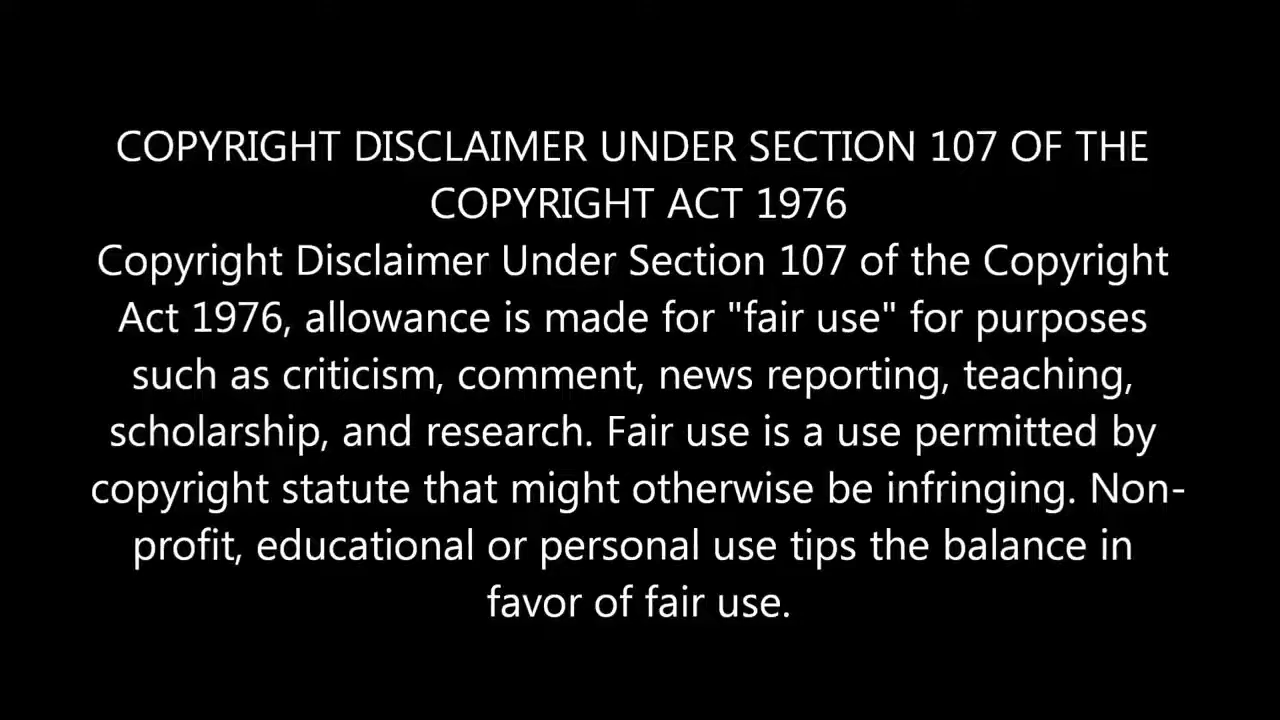 COPYRIGHT DISCLAIMER UNDER SECTION 107 OF THE
COPYRIGHT ACT 1976
Copyright Disclaimer Under Section 107 of the Copyright
Act 1976, allowance is made for "fair use" for purposes
such as criticism, comment, news reporting, teaching,
scholarship, and research. Fair use is a use permitted by
copyright statute that might otherwise be infringing. Non-
profit, educational or personal use tips the balance in
favor of fair use.